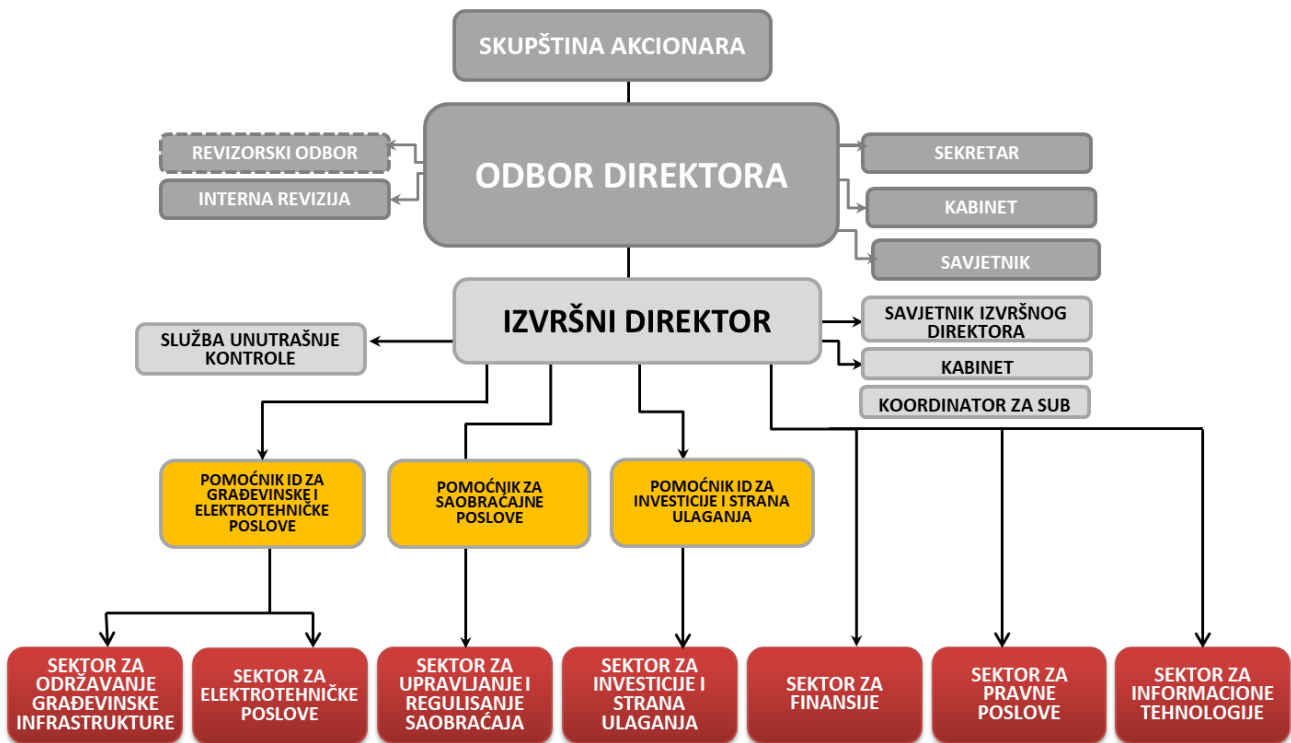 SKUPŠTINA AKCIONARA
ODBOR DIREKTORA
REVIZORSKI ODBOR
INTERNA REVIZIJA
SEKRETAR
KABINET
SAVJETNIK
IZVRŠNI DIREKTOR
SLUŽBA UNUTRAŠNJE
KONTROLE
SAVJETNIK IZVRŠNOG
DIREKTORA
KABINET
KOORDINATOR ZA SUB
POMOĆNIK ID ZA
GRAĐEVINSKE I
ELEKTROTEHNIČKE
POSLOVE
POMOĆNIK ZA
SAOBRAĆAJNE
POSLOVE
POMOĆNIK ID ZA
INVESTICIJE I STRANA
ULAGANJA
SEKTOR ZA
ODRŽAVANJE
GRAĐEVINSKE
INFRASTRUKTURE
SEKTOR ZA
ELEKTROTEHNIČKE
POSLOVE
SEKTOR ZA
UPRAVLJANJE I
REGULISANJE
SAOBRAĆAJA
SEKTOR ZA
INVESTICIJE I
STRANA
ULAGANJA
SEKTOR ZA
FINANSIJE
SEKTOR ZA
PRAVNE
POSLOVE
SEKTOR ZA
INFORMACIONE
TEHNOLOGIJE